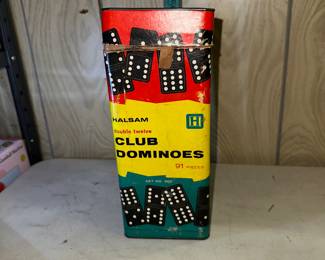 HALSAM
H
double twelve
CLUB
DOMINOES
91 PIECES